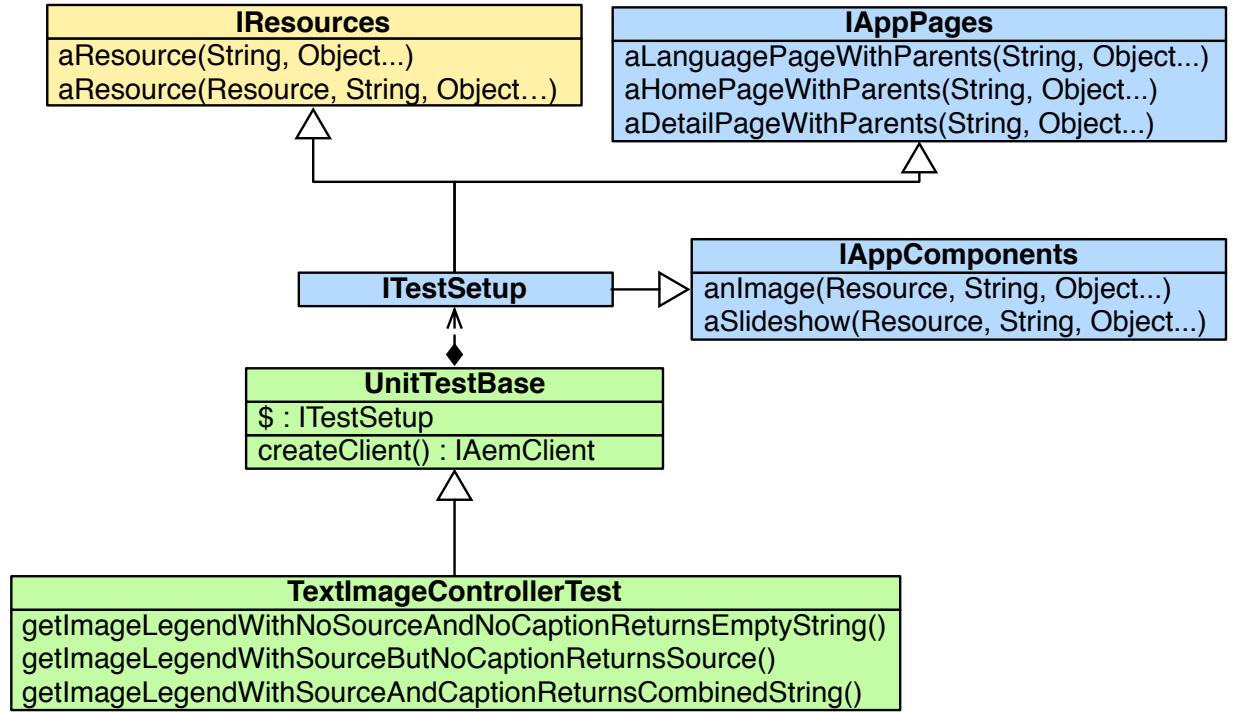 IResources
aResource(String, Object...)
aResource(Resource, String, Object…)
IAppPages
aLanguagePageWithParents(String, Object...)
aHomePageWithParents(String, Object...)
aDetailPageWithParents(String, Object...)
ITestSetup
IAppComponents
anImage(Resource, String, Object...)
aSlideshow(Resource, String, Object...)
UnitTestBase
$ : ITestSetup
createClient() : IAemClient
TextImageControllerTest
getImageLegendWithNoSourceAndNoCaptionReturnsEmptyString()
getImageLegendWithSourceButNoCaptionReturnsSource()
getImageLegendWithSourceAndCaptionReturnsCombinedString()